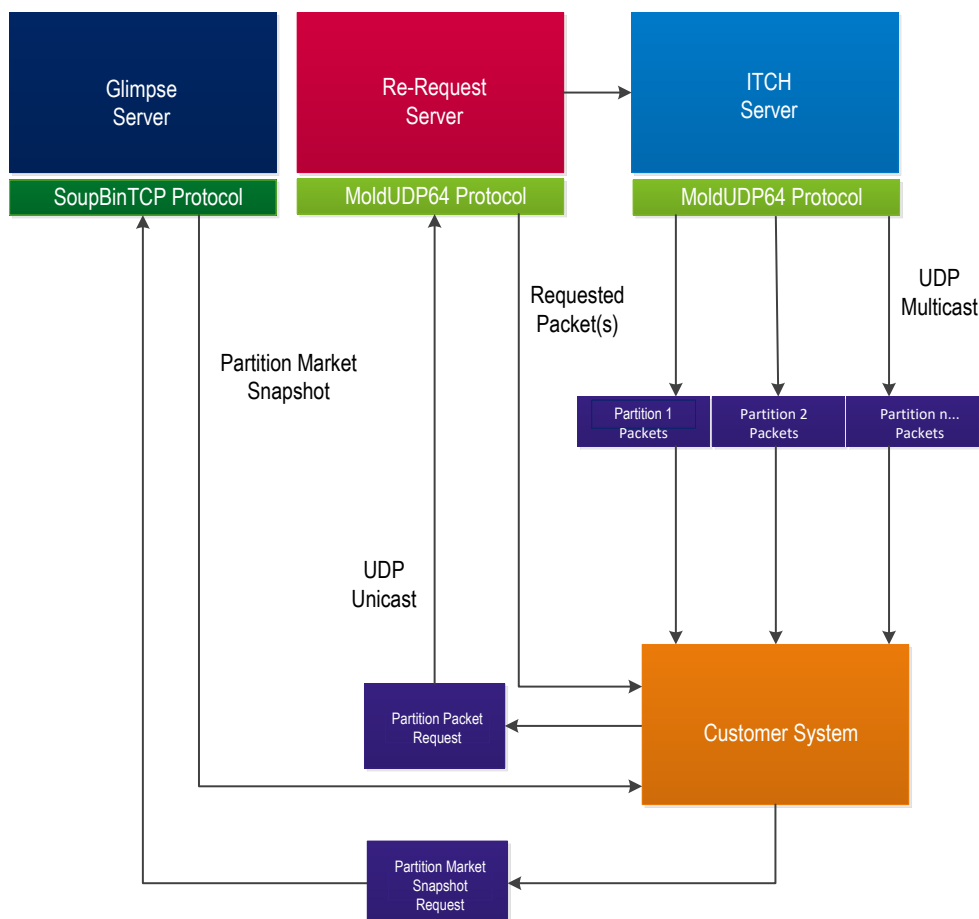 Glimpse
Server
Re-Request
Server
ITCH
Server
SoupBinTCP Protocol
MoldUDP64 Protocol
MoldUDP64 Protocol
UDP
Multicast
Requested
Packet(s)
Partition Market
Snapshot
Partition 1
Packets
Partition 2
Packets
Partition n...
Packets
UDP
Unicast
Partition Packet
Request
Customer System
Partition Market
Snapshot
Request